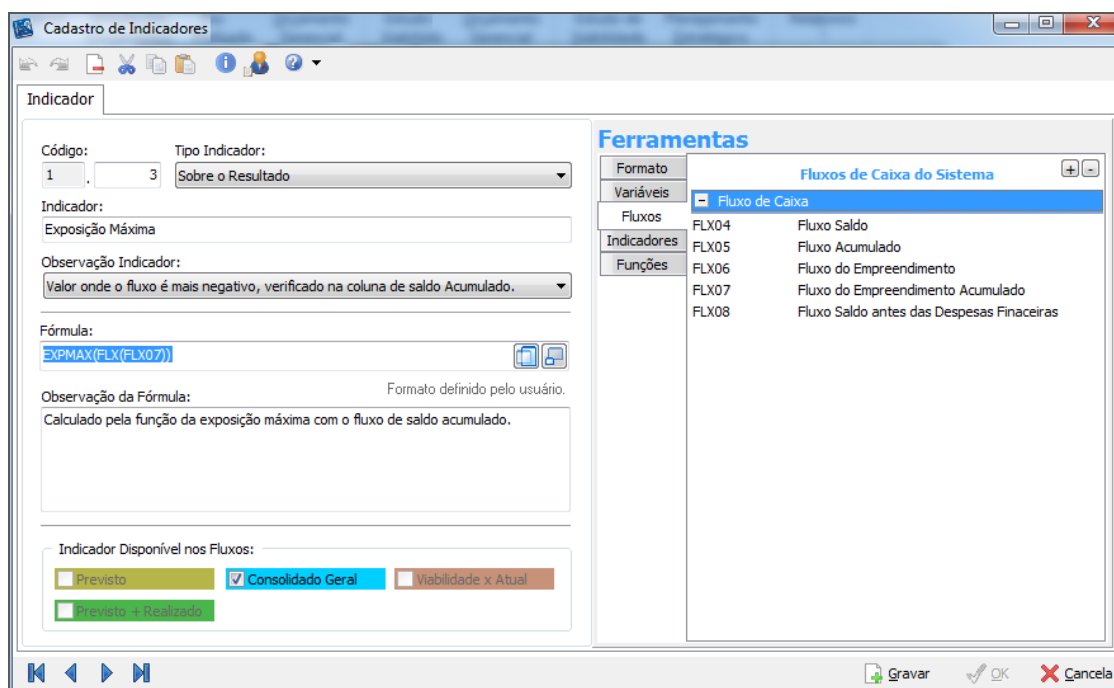 Cadastro de Indicadores
Indicador
Código:
Tipo Indicador:
1 . 3
Sobre o Resultado
Indicador:
Exposição Máxima
Observação Indicador:
Valor onde o fluxo é mais negativo, verificado na coluna de saldo Acumulado.
Fórmula:
EXPMAX(FLX(FLX07))
Formato definido pelo usuário.
Observação da Fórmula:
Calculado pela função da exposição máxima com o fluxo de saldo acumulado.
Indicador Disponível nos Fluxos:
Previsto
Consolidado Geral
Viabilidade x Atual
Previsto + Realizado
Ferramentas
Formato
Variáveis
Fluxos
Indicadores
Funções
Fluxos de Caixa do Sistema
+ -
Fluxo de Caixa
FLX04 Fluxo Saldo
FLX05 Fluxo Acumulado
FLX06 Fluxo do Empreendimento
FLX07 Fluxo do Empreendimento Acumulado
FLX08 Fluxo Saldo antes das Despesas Finaceiras
Gravar
OK
Cancela